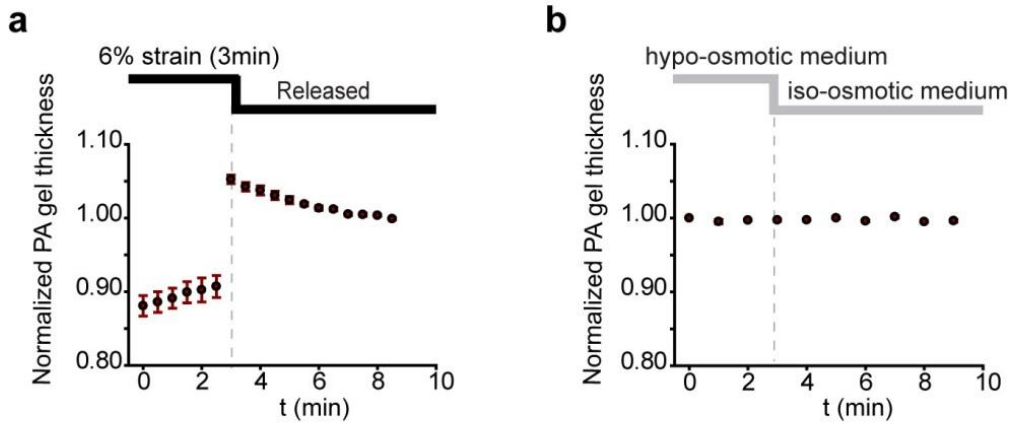 a
6% strain (3min)
Released
Normalized PA gel thickness
1.10
1.00
0.90
0.80
0
2
4
6
8
10
t (min)
b
hypo-osmotic medium
iso-osmotic medium
Normalized PA gel thickness
1.10
1.00
0.90
0.80
0
2
4
6
8
10
t (min)